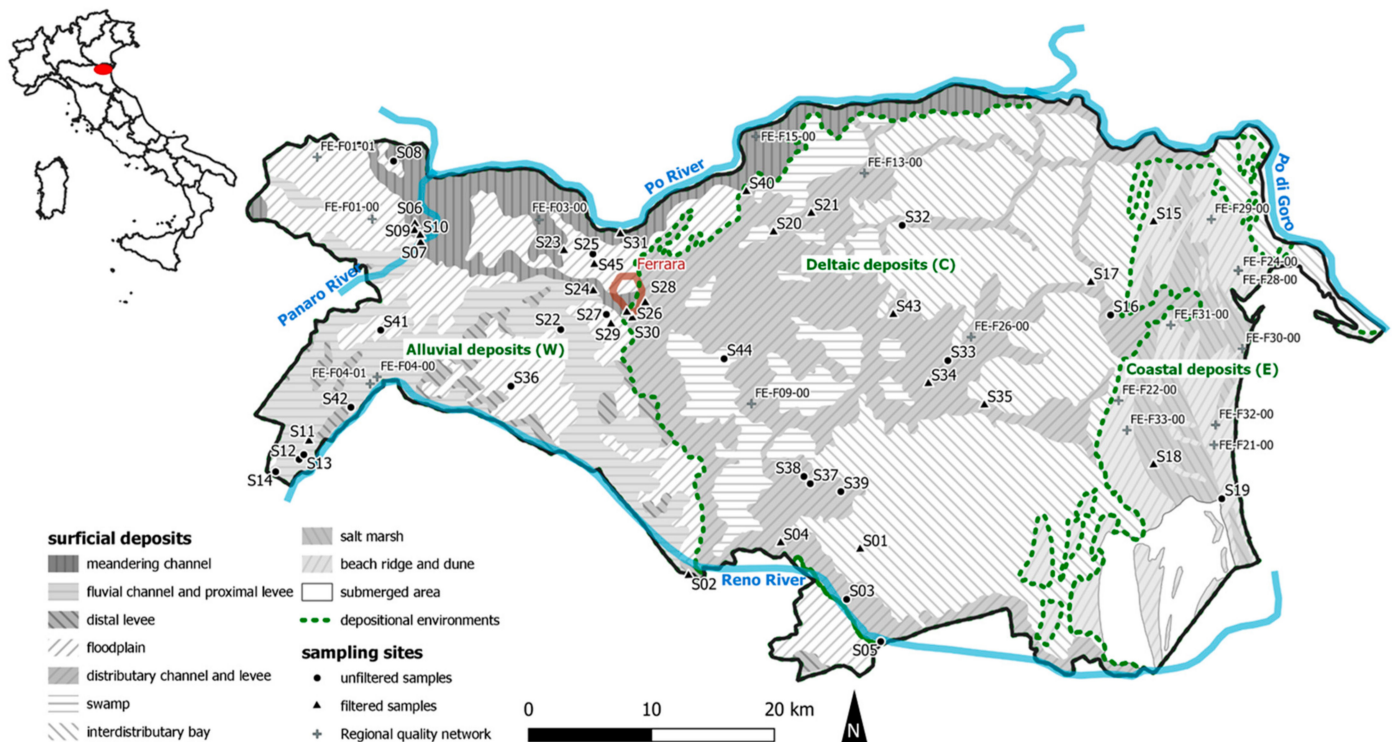 FE-F01-01
S08
FE-F15-00
Po River
FE-F13-00
S40
S06
FE-F01-00
FE-F03-00
S10
S09
S07
S23
S25
S31
S45
S21
S20
S32
S15
FE-F29-00
Po di Goro
Ferrara
Deltaic deposits (C)
FE-F24-00
FE-F28-00
Panaro River
S24
S28
S17
S16
S41
S22
S27
S26
S29
S30
S43
FE-F31-00
FE-F26-00
FE-F30-00
Alluvial deposits (W)
S44
S33
Coastal deposits (E)
FE-F04-01
FE-F04-00
S36
S34
S35
FE-F09-00
FE-F22-00
S42
FE-F33-00
FE-F32-00
FE-F21-00
S11
S12
S13
S14
S38
S37
S39
S18
S19
S04
S01
S02
Reno River
S03
S05
surficial deposits
meandering channel
fluvial channel and proximal levee
distal levee
floodplain
distributary channel and levee
swamp
interdistributary bay
salt marsh
beach ridge and dune
submerged area
depositional environments
sampling sites
unfiltered samples
filtered samples
Regional quality network
0 10 20 km
N